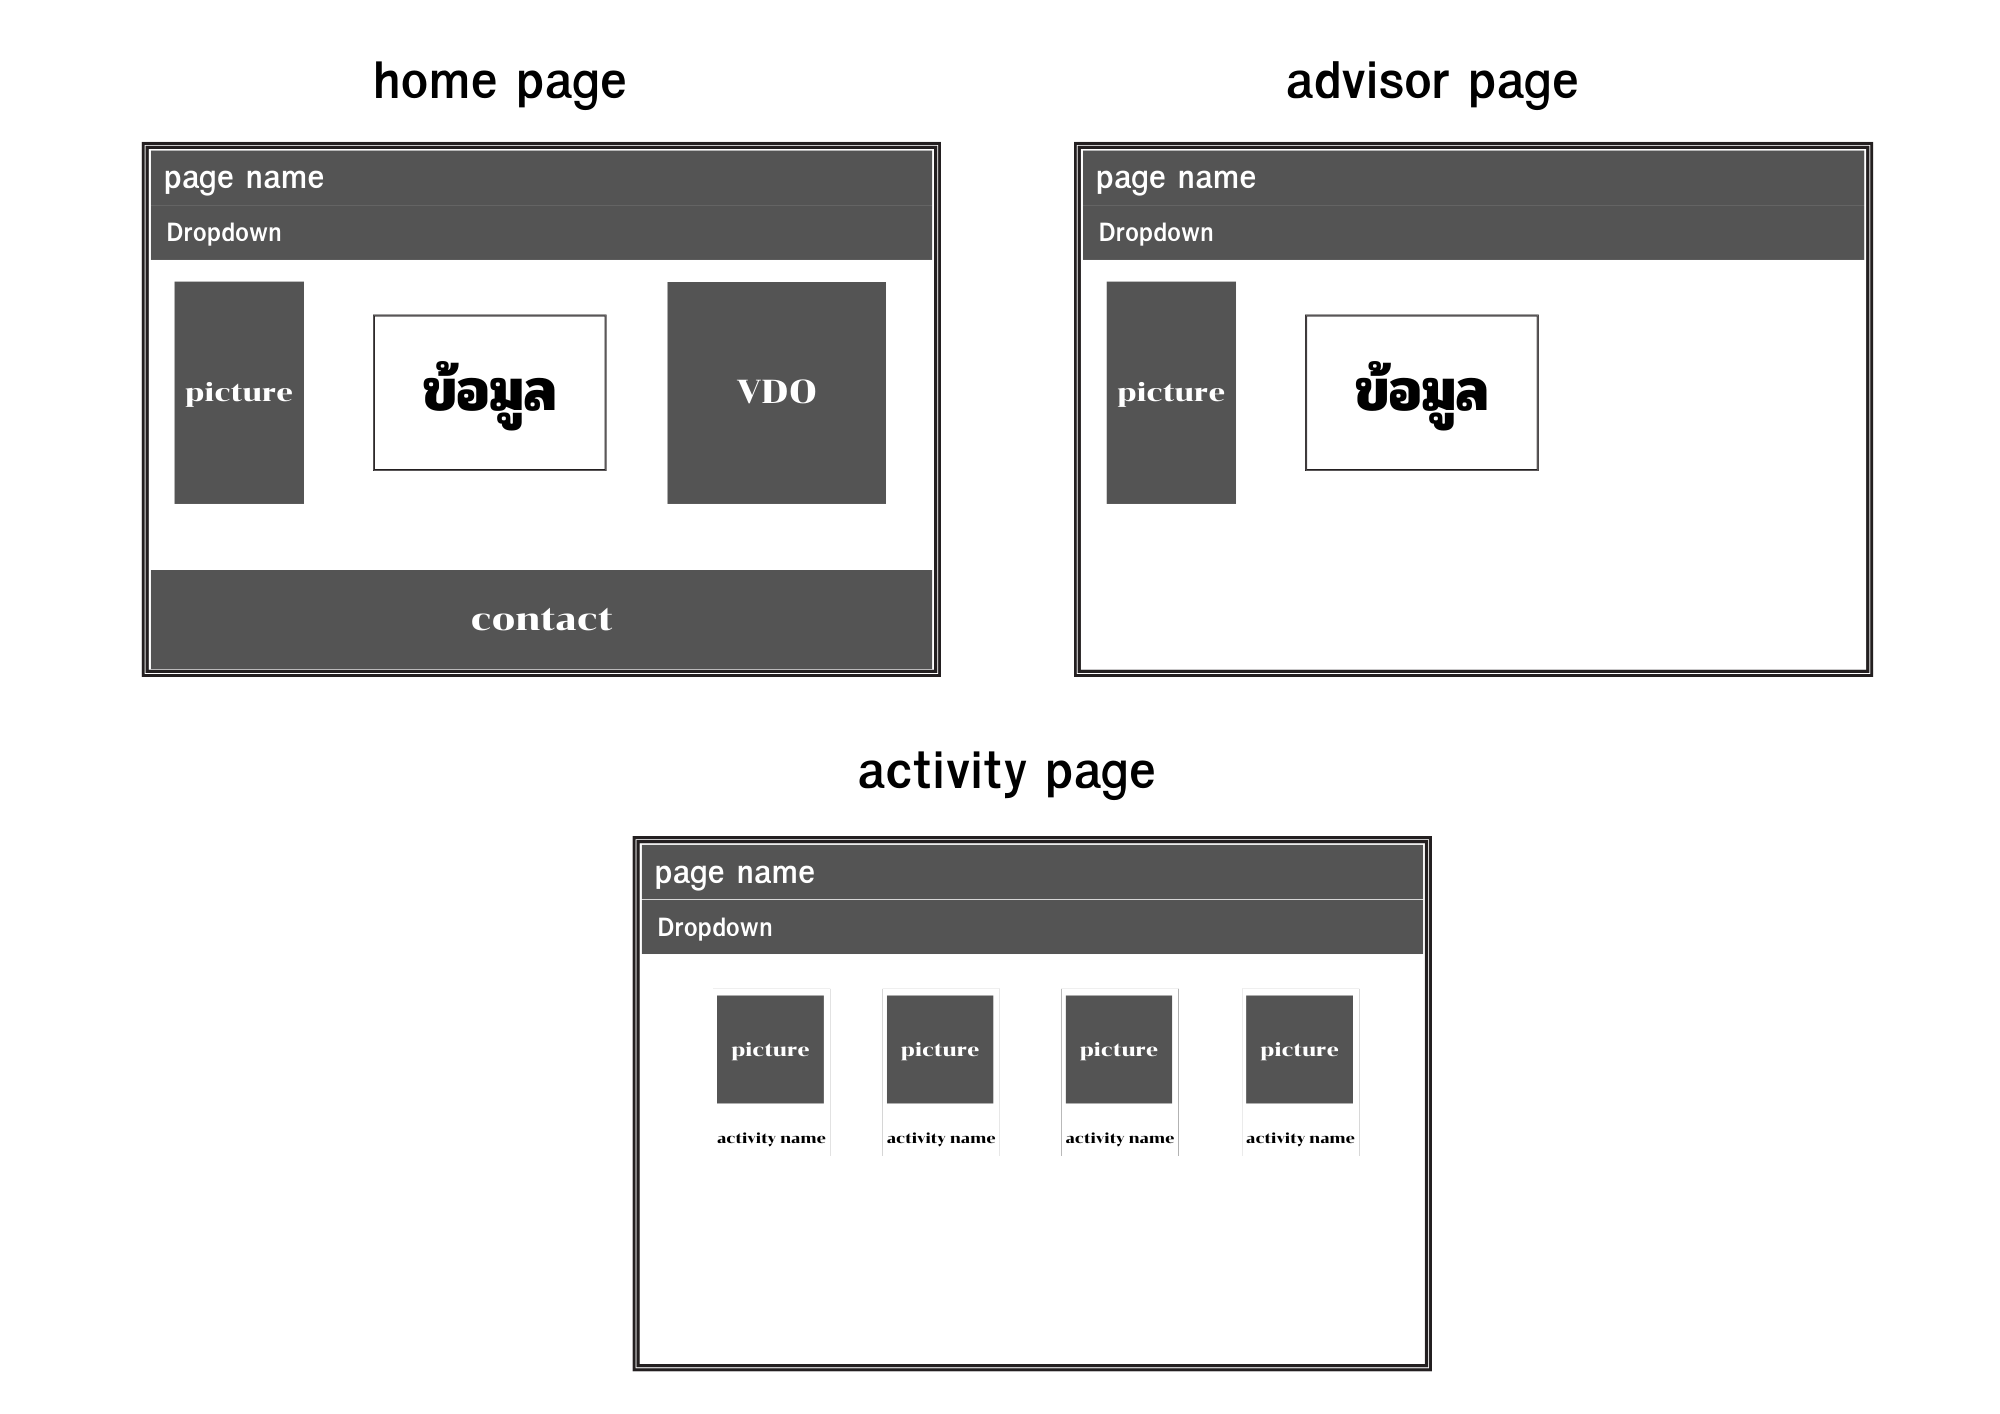 home page
page name
Dropdown
picture
ข้อมูล
VDO
contact
advisor page
page name
Dropdown
picture
ข้อมูล
activity page
page name
Dropdown
picture
picture
picture
picture
activity name
activity name
activity name
activity name